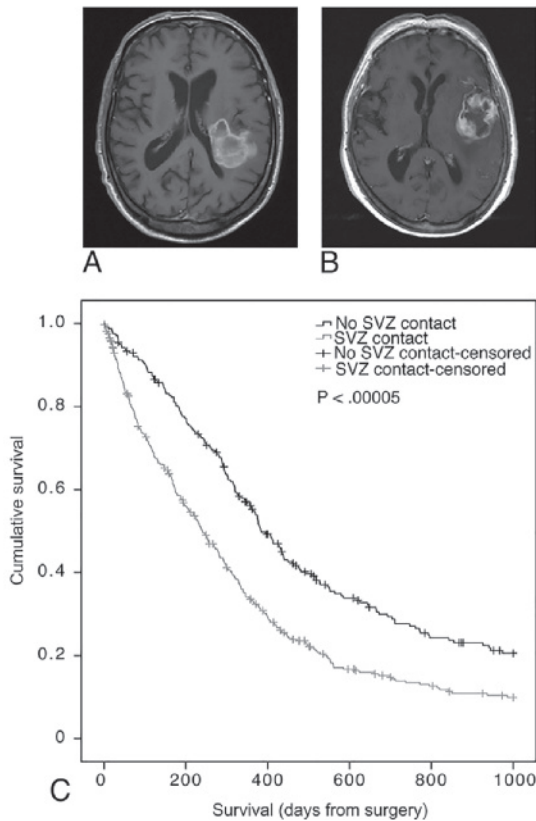 A
B
No SVZ contact
SVZ contact
No SVZ contact-censored
SVZ contact-censored
P < .00005
1.0
0.8
0.6
0.4
0.2
0
Cumulative survival
0 200 400 600 800 1000
C
Survival (days from surgery)